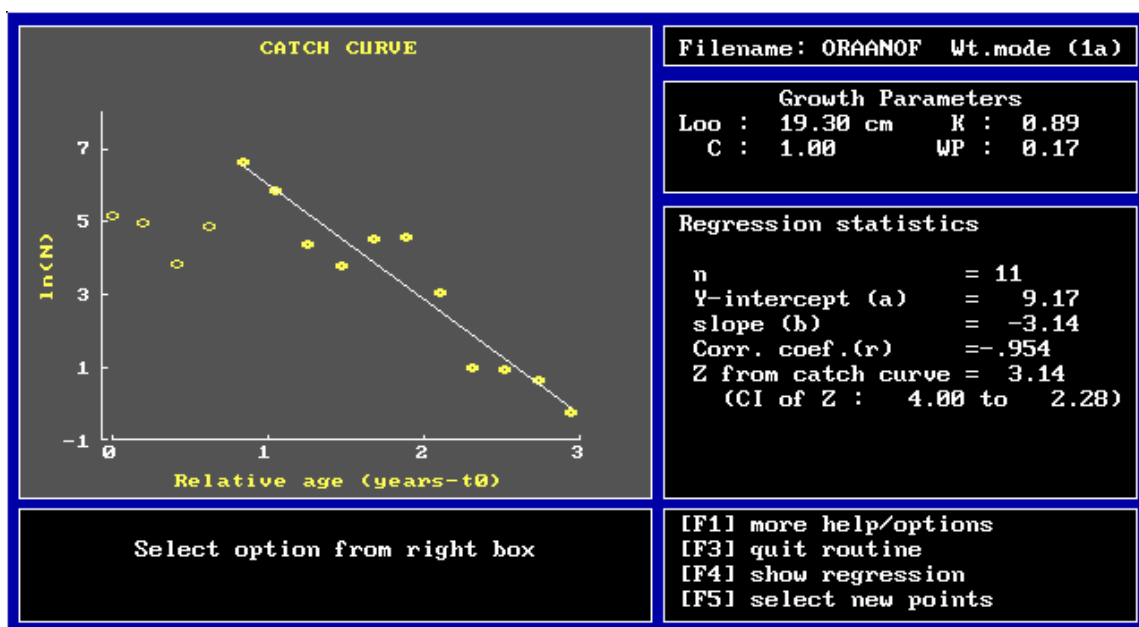 CATCH CURVE
ln(N)
7
5
3
1
-1
0 1 2 3
Relative age (years-t0)
Filename: ORAANOF Wt.mode (1a)
Growth Parameters
Loo : 19.30 cm K : 0.89
C : 1.00 WP : 0.17
Regression statistics
n = 11
Y-intercept (a) = 9.17
slope (b) = -3.14
Corr. coef.(r) =-.954
Z from catch curve = 3.14
(CI of Z : 4.00 to 2.28)
Select option from right box
[F1] more help/options
[F3] quit routine
[F4] show regression
[F5] select new points